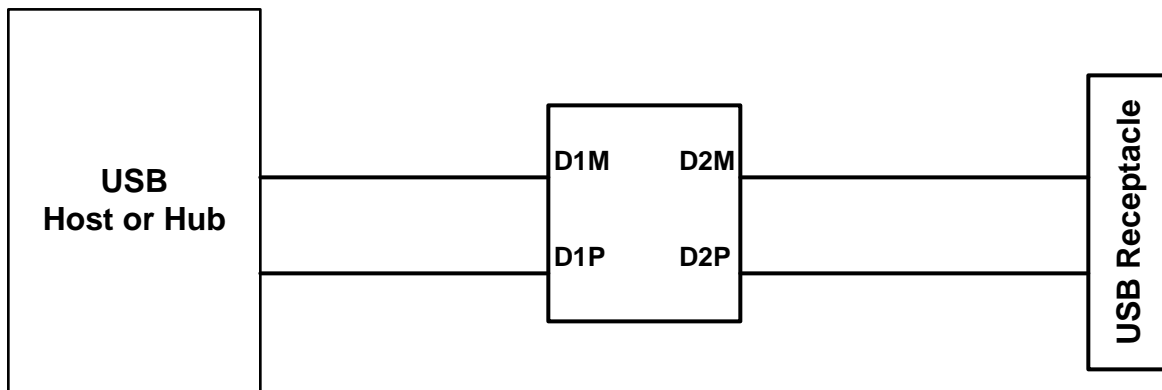 USB
Host or Hub
D1M
D2M
D1P
D2P
USB Receptacle